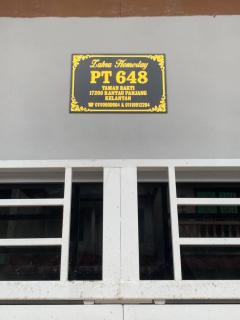 Zahra Homestay
PT 648
TAMAN BAKTI
17200 RANTAU PANJANG
KELANTAN